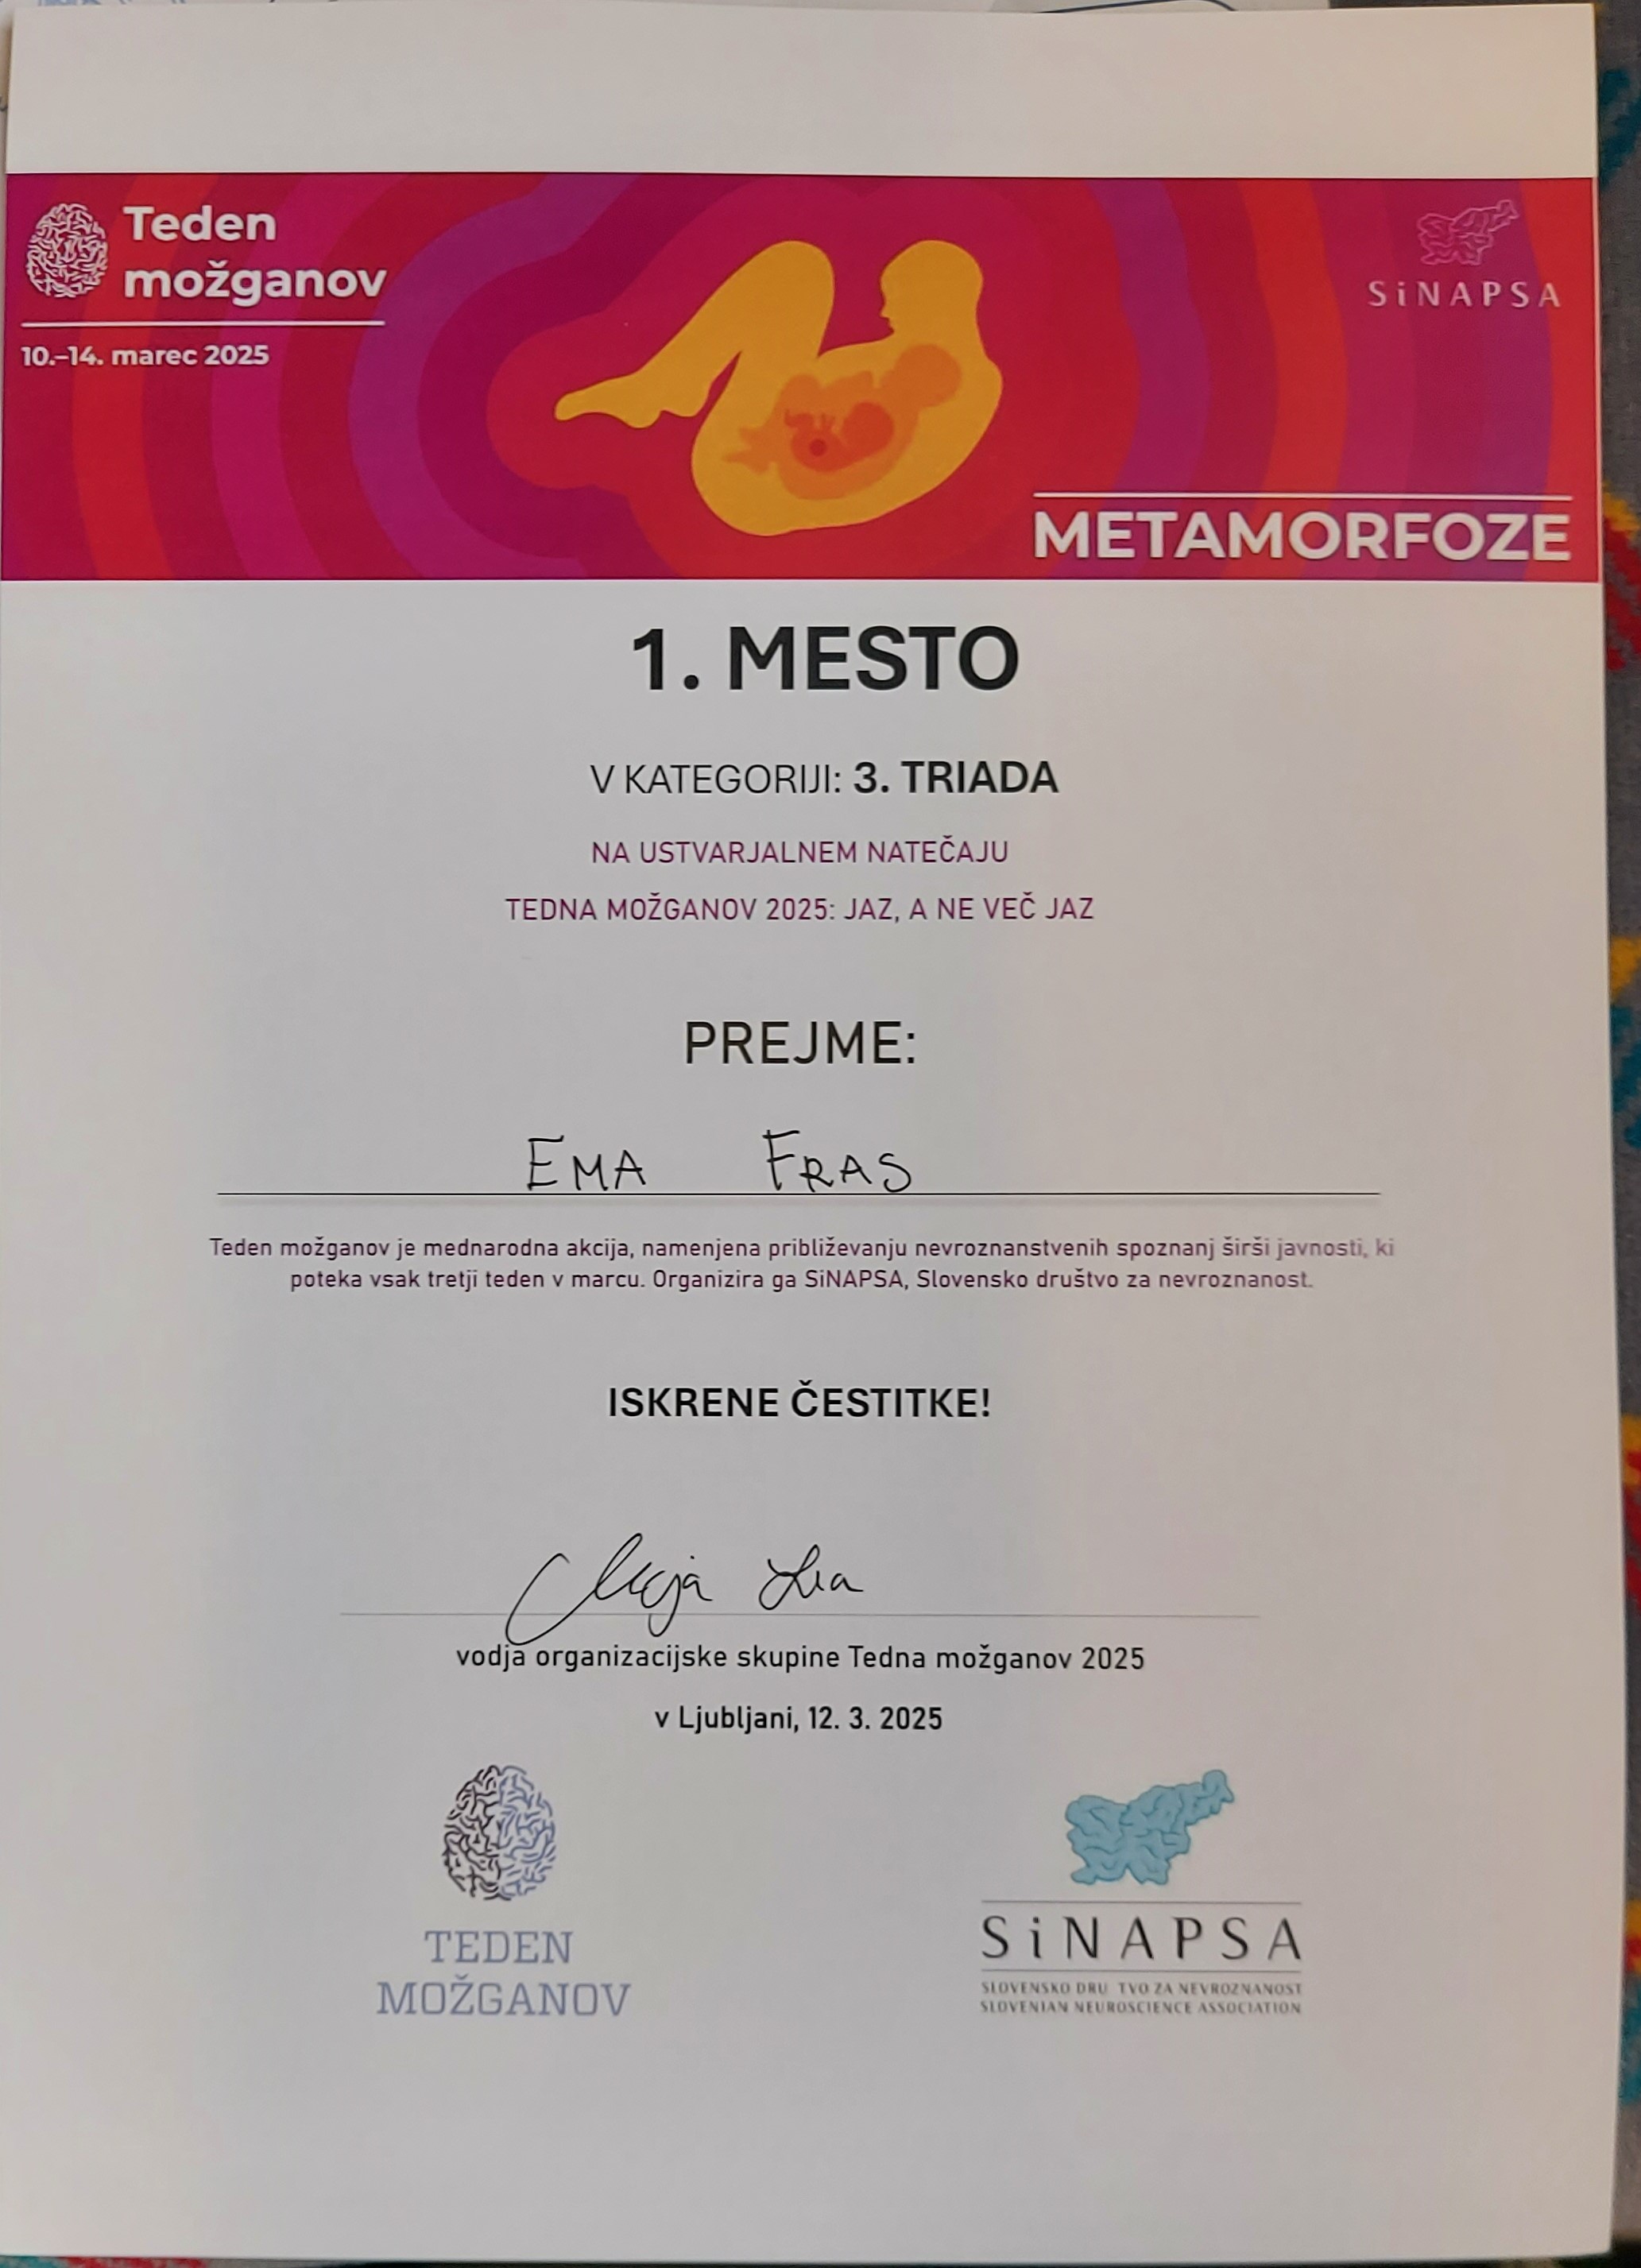 Teden
možganov
10.–14. marec 2025
SiNAPSA
METAMORFOZE
1. MESTO
V KATEGORIJI: 3. TRIADA
NA USTVARJALNEM NATEČAJU
TEDNA MOŽGANOV 2025: JAZ, A NE VEČ JAZ
PREJME:
EMA FRAS
Teden možganov je mednarodna akcija, namenjena približevanju nevroznanstvenih spoznanj širši javnosti, ki
poteka vsak tretji teden v marcu. Organizira ga SiNAPSA, Slovensko društvo za nevroznanost.
ISKRENE ČESTITKE!
vodja organizacijske skupine Tedna možganov 2025
v Ljubljani, 12. 3. 2025
TEDEN
MOŽGANOV
SiNAPSA
SLOVENSKO DRU TVO ZA NEVROZNANOST
SLOVENIAN NEUROSCIENCE ASSOCIATION